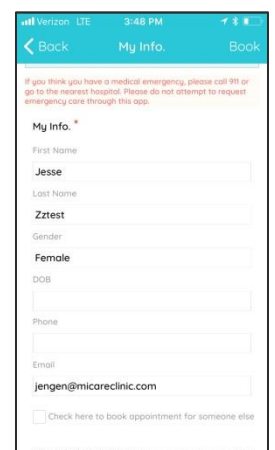 Verizon LTE 3:48 PM
Back My Info. Book
If you think you have a medical emergency, please call 911 or
go to the nearest hospital. Please do not attempt to request
emergency care through this app.
My Info. *
First Name
Jesse
Last Name
Zztest
Gender
Female
DOB
Phone
Email
jengen@micareclinic.com
Check here to book appointment for someone else